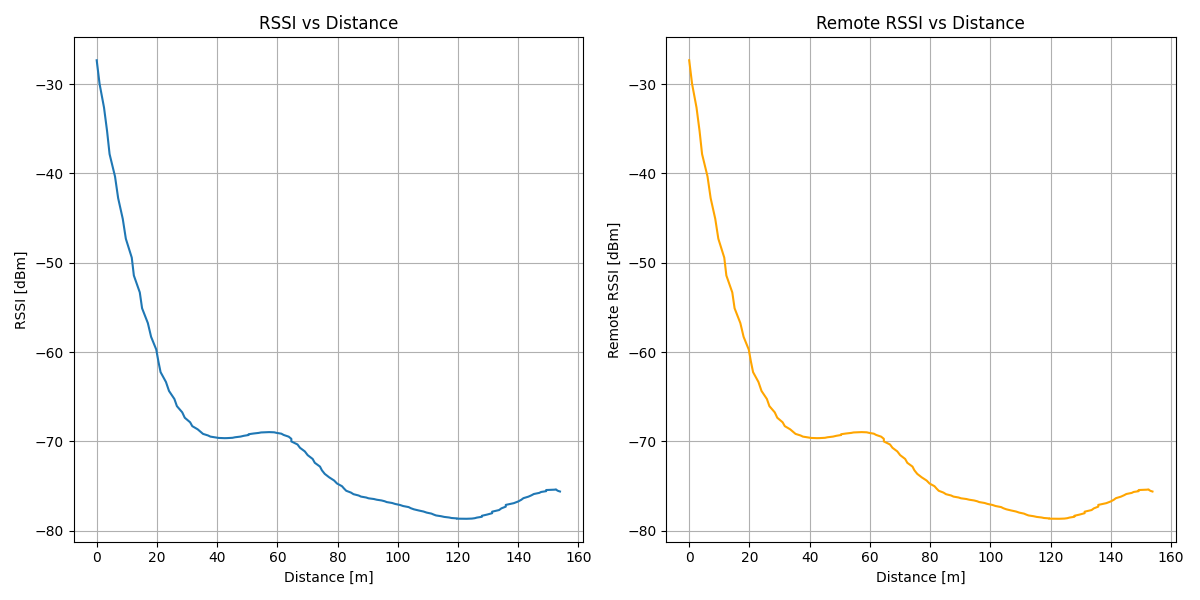 RSSI vs Distance
RSSI [dBm]
−30
−40
−50
−60
−70
−80
0 20 40 60 80 100 120 140 160
Distance [m]
Remote RSSI vs Distance
Remote RSSI [dBm]
−30
−40
−50
−60
−70
−80
0 20 40 60 80 100 120 140 160
Distance [m]